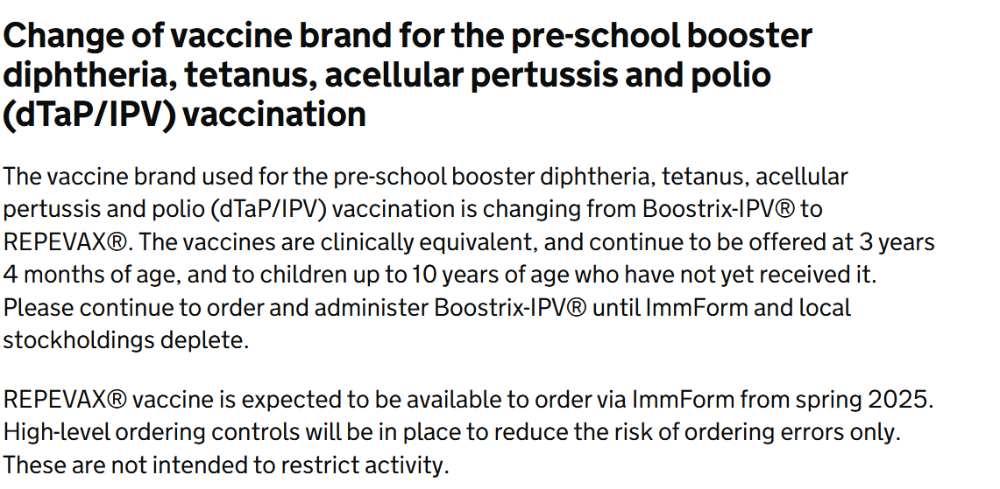 Change of vaccine brand for the pre-school booster
diphtheria, tetanus, acellular pertussis and polio
(dTaP/IPV) vaccination
The vaccine brand used for the pre-school booster diphtheria, tetanus, acellular
pertussis and polio (dTaP/IPV) vaccination is changing from Boostrix-IPV® to
REPEVAX®. The vaccines are clinically equivalent, and continue to be offered at 3 years
4 months of age, and to children up to 10 years of age who have not yet received it.
Please continue to order and administer Boostrix-IPV® until ImmForm and local
stockholdings deplete.
REPEVAX® vaccine is expected to be available to order via ImmForm from spring 2025.
High-level ordering controls will be in place to reduce the risk of ordering errors only.
These are not intended to restrict activity.